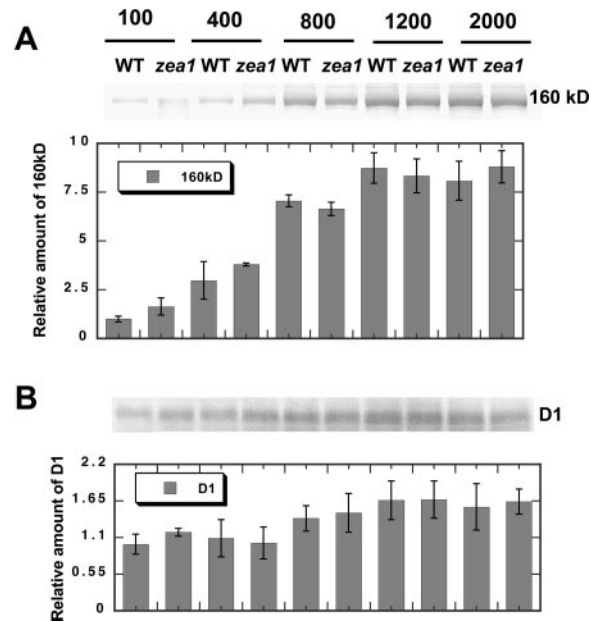 A
100 400 800 1200 2000
WT zea1 WT zea1 WT zea1 WT zea1 WT zea1
160 kD
Relative amount of 160kD
10
7.5
5
2.5
0
160kD
B
D1
Relative amount of D1
2.2
1.65
1.1
0.55
0
D1